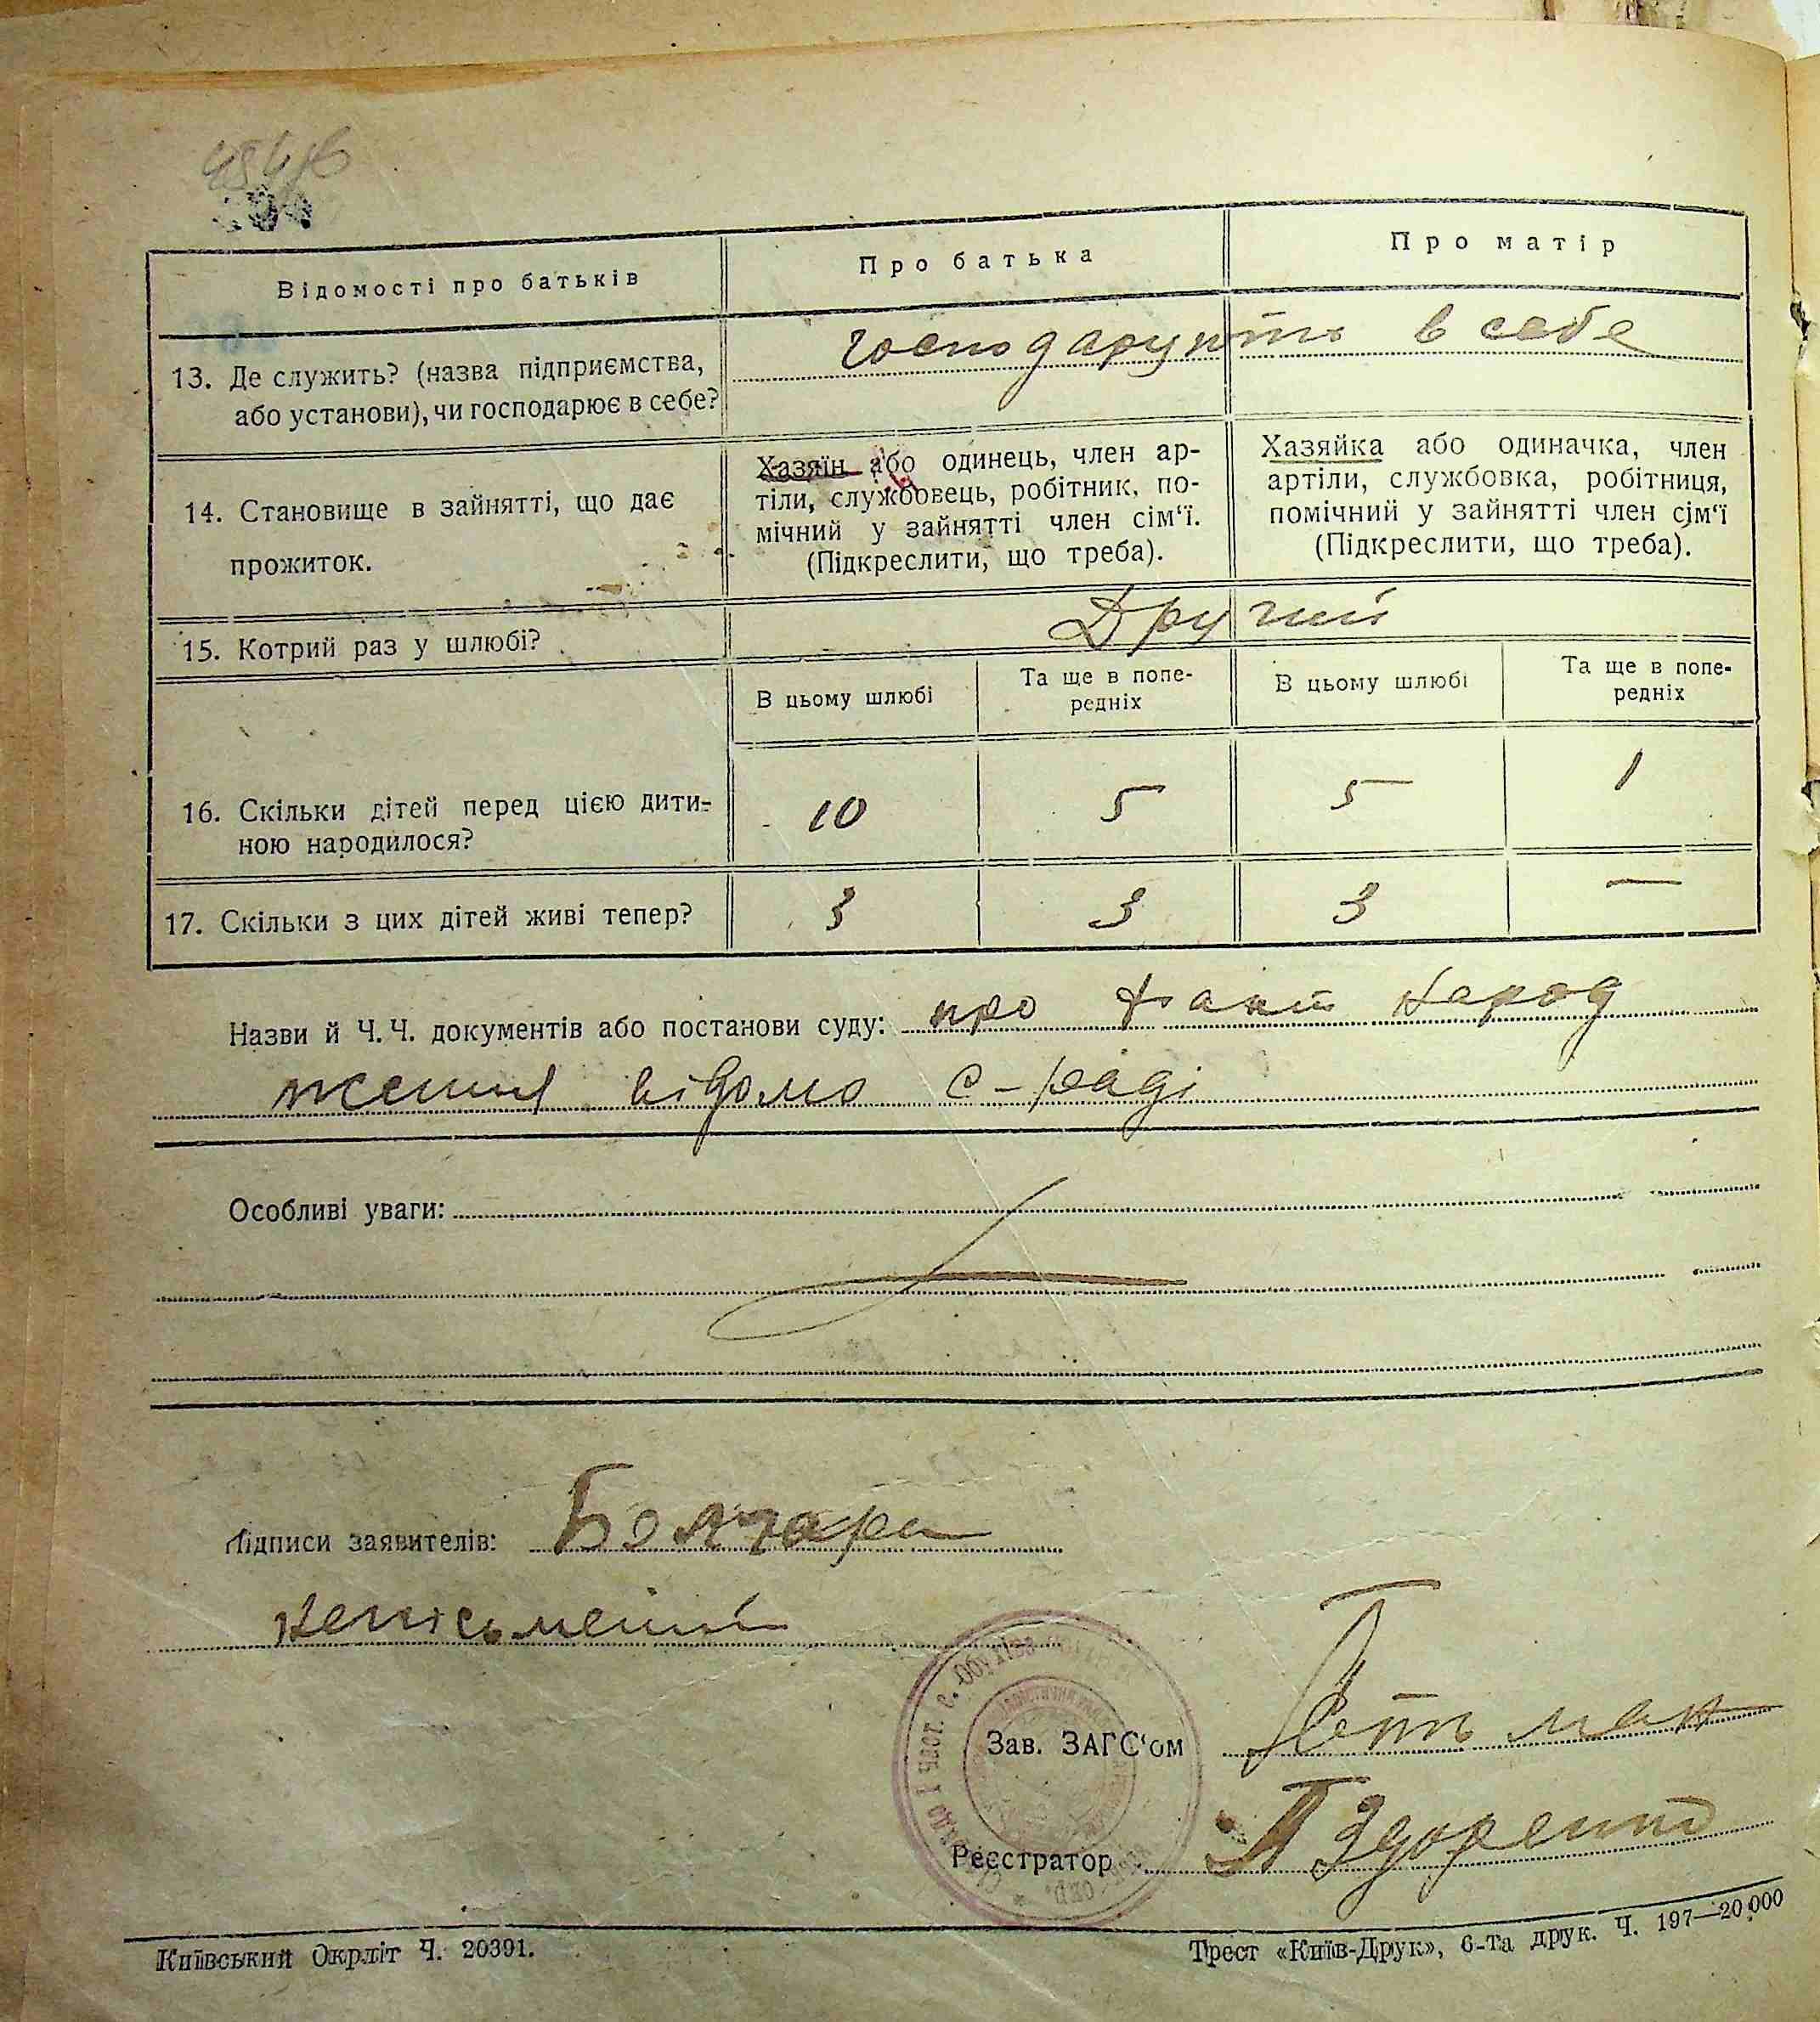 Відомості про батьків
Про батька
Про матір
13. Де служить? (назва підприємства,
або установи), чи господарює в себе?
господарують в себе
14. Становище в зайнятті, що дає
прожиток.
Хазяїн або одинець, член ар-
тіли, службовець, робітник, по-
мічний у зайнятті член сім‘ї.
(Підкреслити, що треба).
Хазяйка або одиначка, член
артіли, службовка, робітниця,
помічний у зайнятті член сім‘ї
(Підкреслити, що треба).
15. Котрий раз у шлюбі?
Другий
В цьому шлюбі
Та ще в попе-
редніх
В цьому шлюбі
Та ще в попе-
редніх
16. Скільки дітей перед цією дити-
ною народилося?
10 5 5 1
17. Скільки з цих дітей живі тепер?
3 3 3 —
Назви й Ч. Ч. документів або постанови суду: про факт народ
ження відомо с-раді
Особливі уваги:
Підписи заявителів:
неписьменний
Зав. ЗАГС‘ом Гетьман
Реєстратор
Київський Окрліт Ч. 20391.
Трест «Київ-Друк», 6-та друк. Ч. 197—20.000